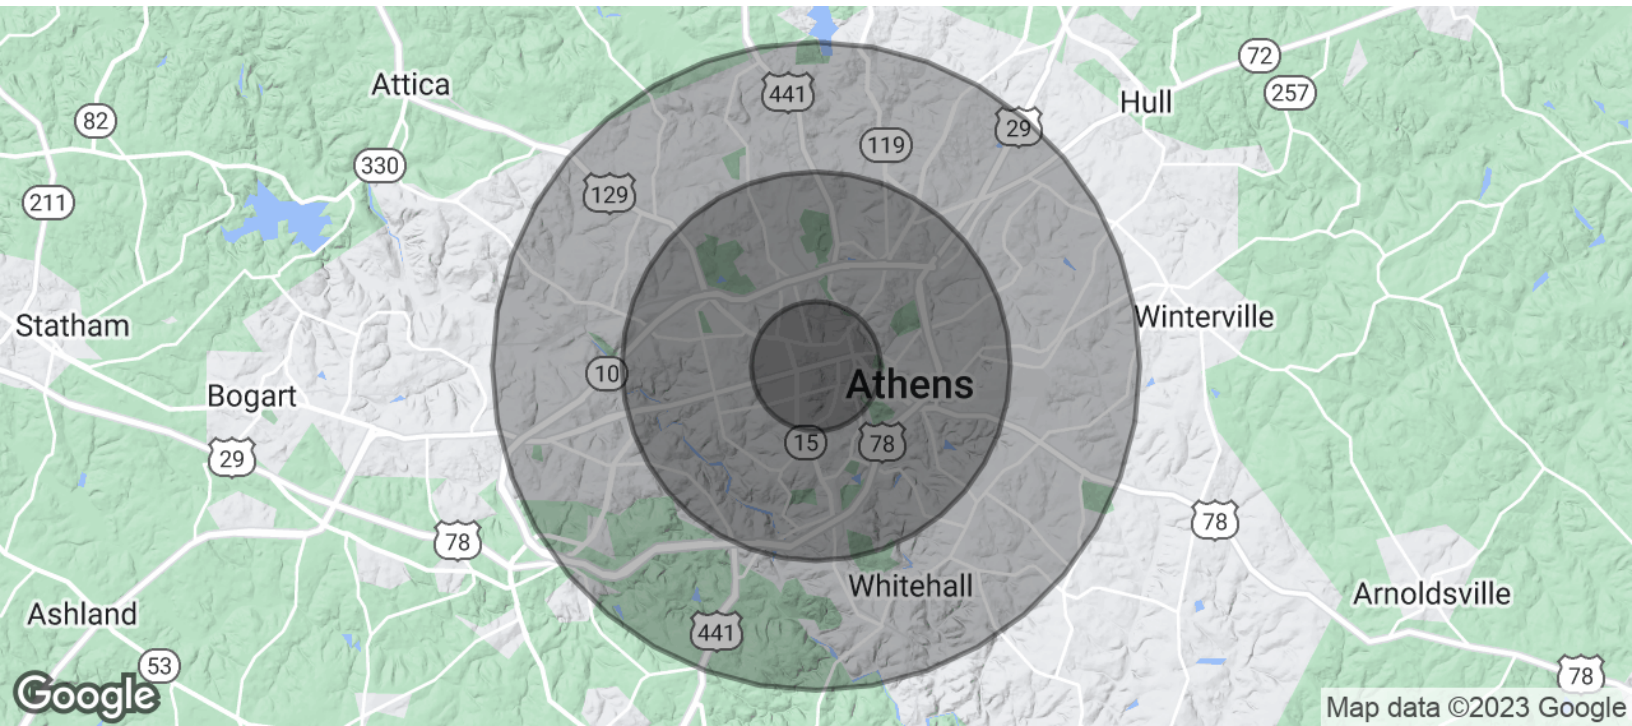 72
441
Attica
257
Hull
82
29
119
330
129
211
Winterville
Statham
10
Athens
Bogart
15
78
29
78
78
Whitehall
Arnoldsville
Ashland
441
53
78
Google
Map data ©2023 Google